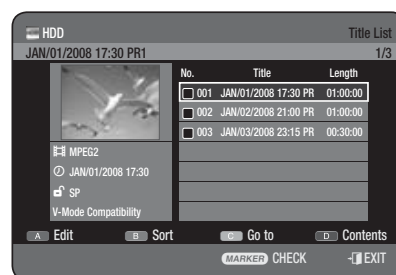 HDD Title List
JAN/01/2008 17:30 PR1 1/3
No. Title Length
001 JAN/01/2008 17:30 PR 01:00:00
002 JAN/02/2008 21:00 PR 01:00:00
003 JAN/03/2008 23:15 PR 00:30:00
MPEG2
JAN/01/2008 17:30
SP
V-Mode Compatibility
A Edit B Sort C Go to D Contents
MARKER CHECK EXIT